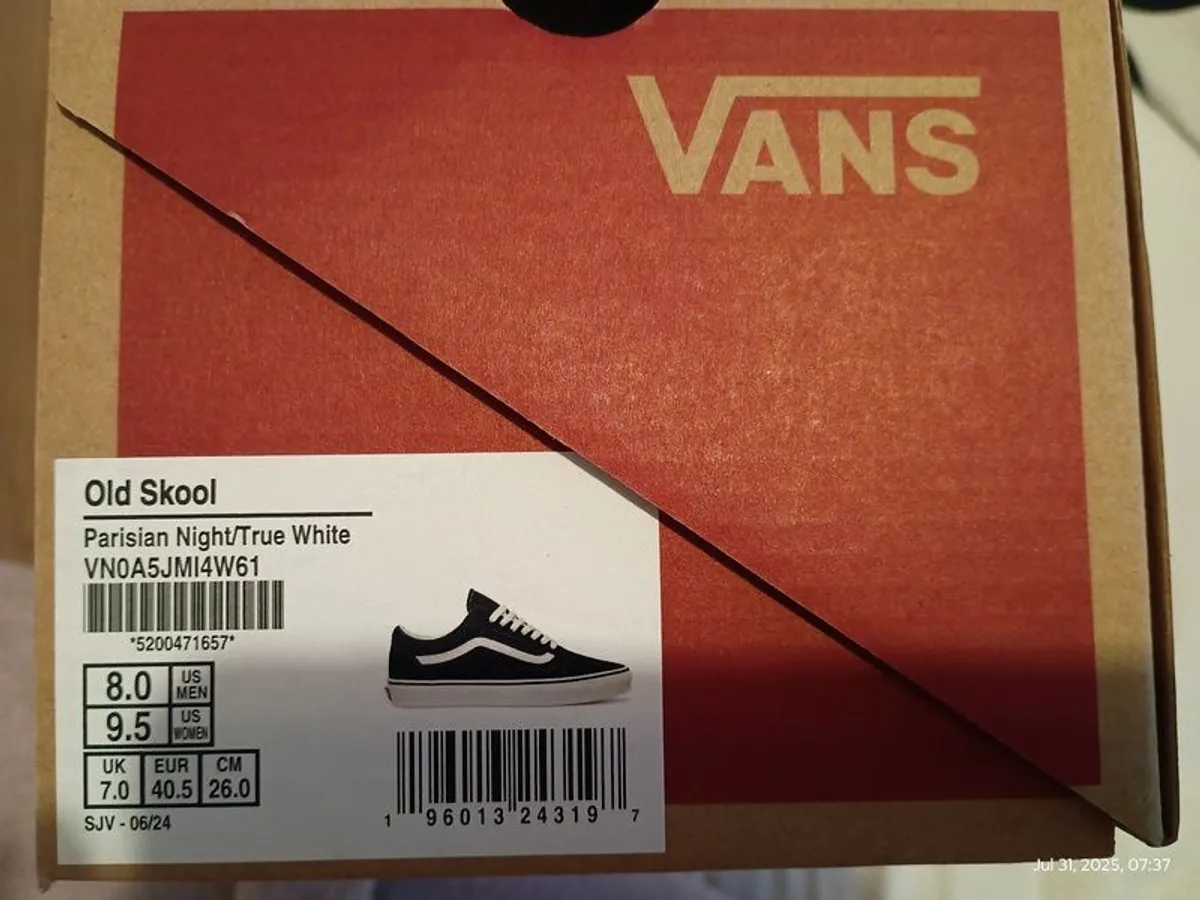 VANS
Old Skool
Parisian Night/True White
VN0A5JMI4W61
*5200471657*
8.0 US MEN
9.5 US WOMEN
UK EUR CM
7.0 40.5 26.0
SJV - 06/24
1 96013 24319 7
Jul 31, 2025, 07:37